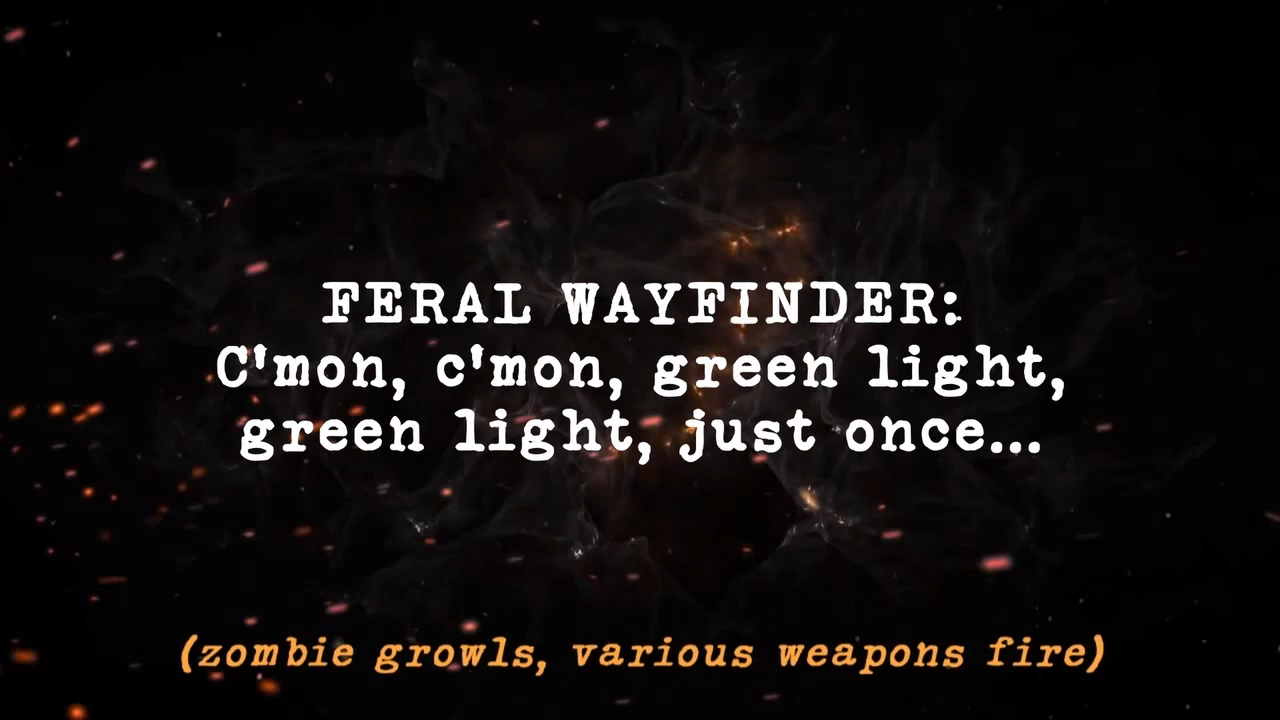 FERAL WAYFINDER:
C'mon, c'mon, green light,
green light, just once...
(zombie growls, various weapons fire)